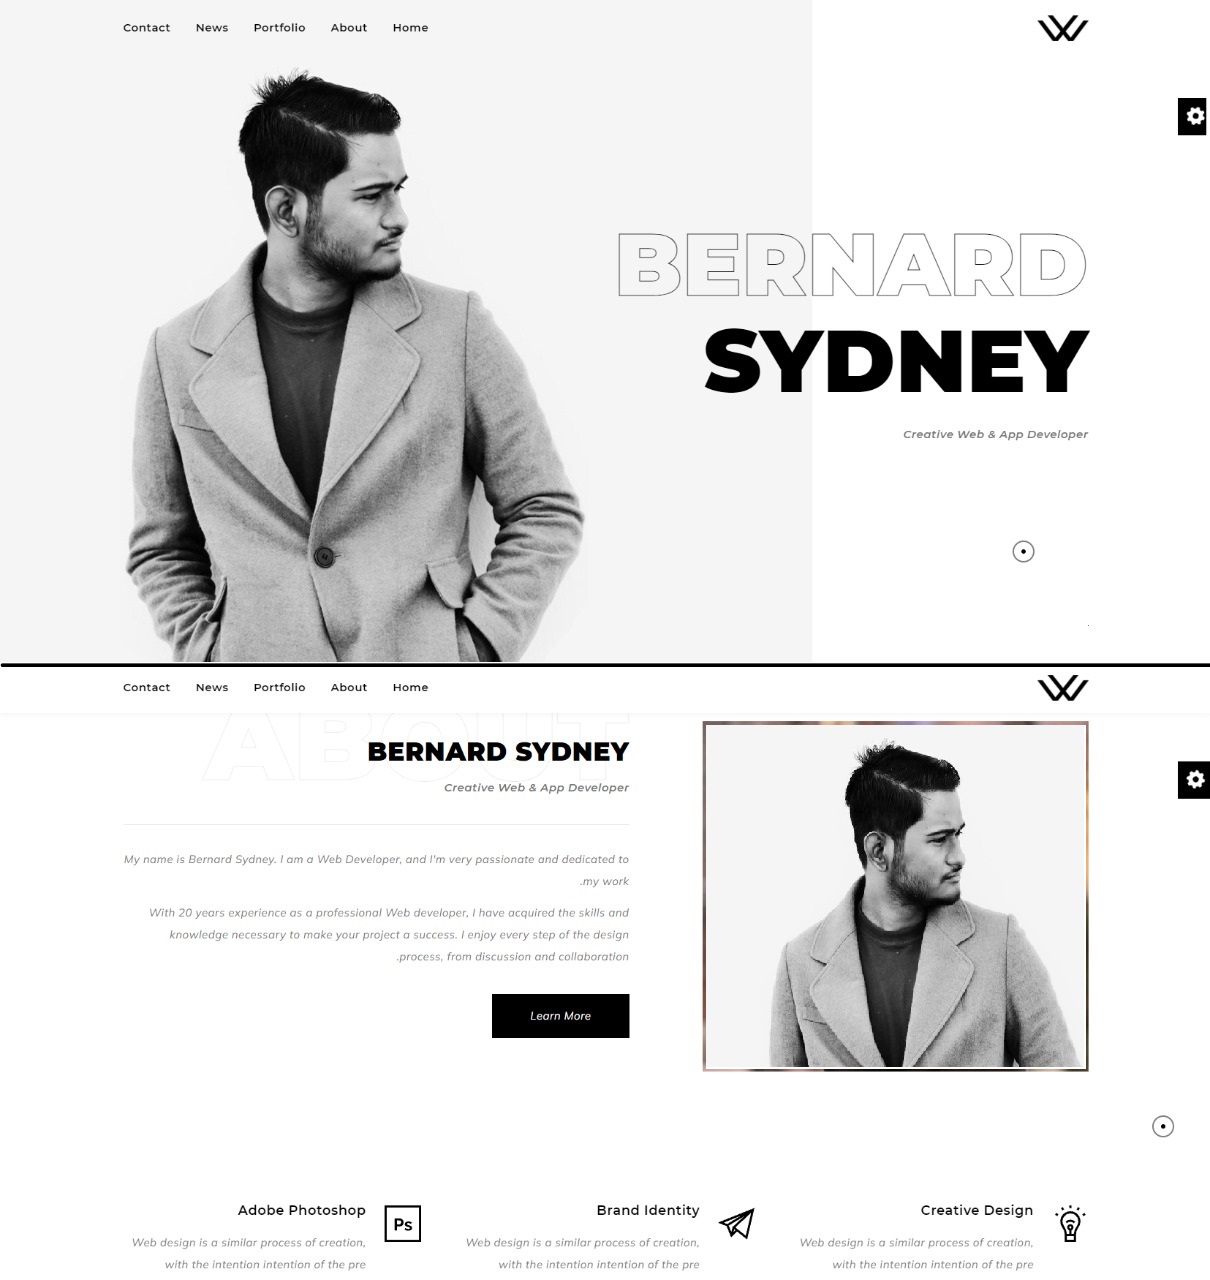 Contact News Portfolio About Home
BERNARD
SYDNEY
Creative Web & App Developer
Contact News Portfolio About Home
ABOUT
BERNARD SYDNEY
Creative Web & App Developer
My name is Bernard Sydney. I am a Web Developer, and I'm very passionate and dedicated to
.my work
With 20 years experience as a professional Web developer, I have acquired the skills and
knowledge necessary to make your project a success. I enjoy every step of the design
.process, from discussion and collaboration
Learn More
Adobe Photoshop
Ps
Web design is a similar process of creation,
with the intention intention of the pre
Brand Identity
Web design is a similar process of creation,
with the intention intention of the pre
Creative Design
Web design is a similar process of creation,
with the intention intention of the pre